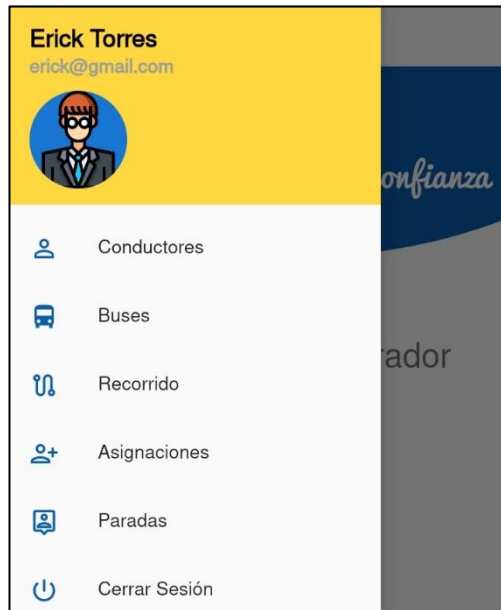 Erick Torres
erick@gmail.com
onfianza
Conductores
Buses
rador
Recorrido
Asignaciones
Paradas
Cerrar Sesión